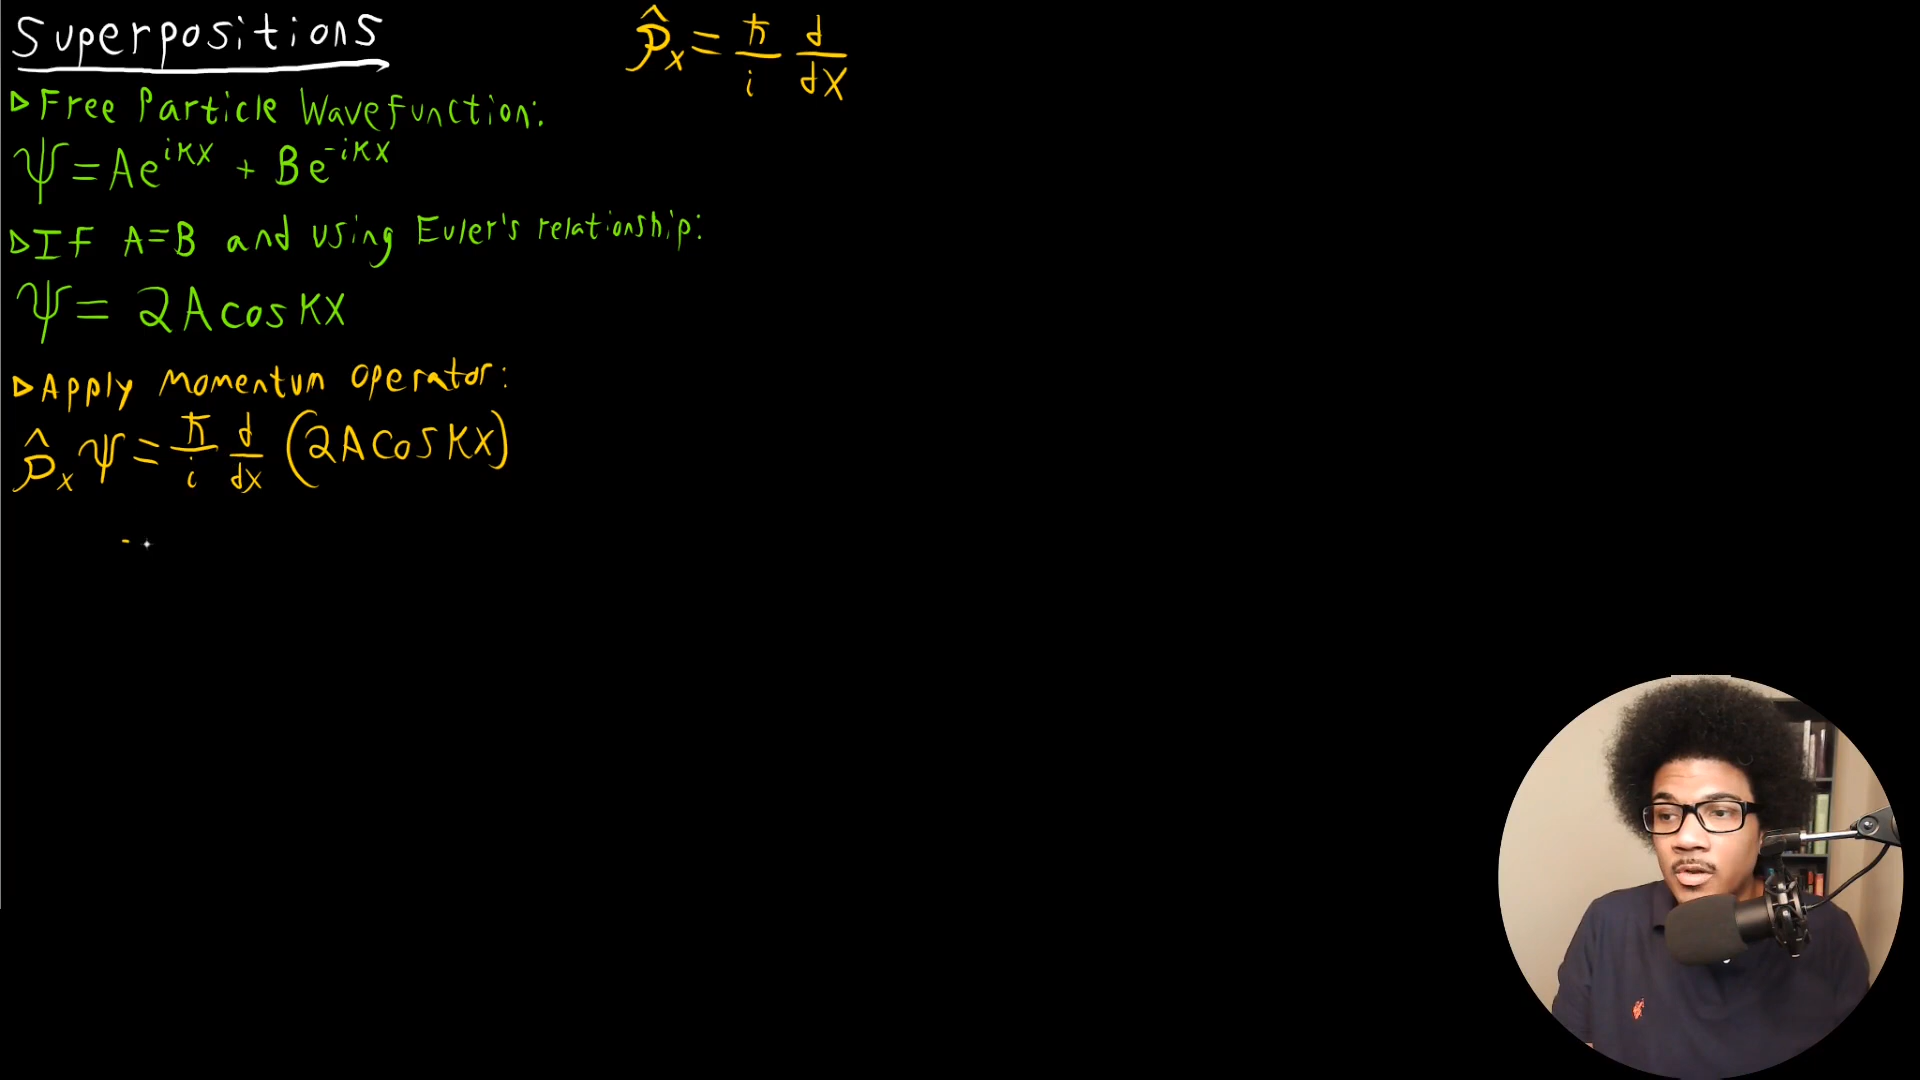 Superpositions
p̂ₓ = ℏ/i d/dx
▷Free Particle Wavefunction:
Ψ = Ae^ikx + Be^-ikx
▷If A=B and using Euler's relationship:
Ψ = 2A cos kx
▷Apply Momentum Operator:
p̂ₓΨ = ℏ/i d/dx (2A cos kx)